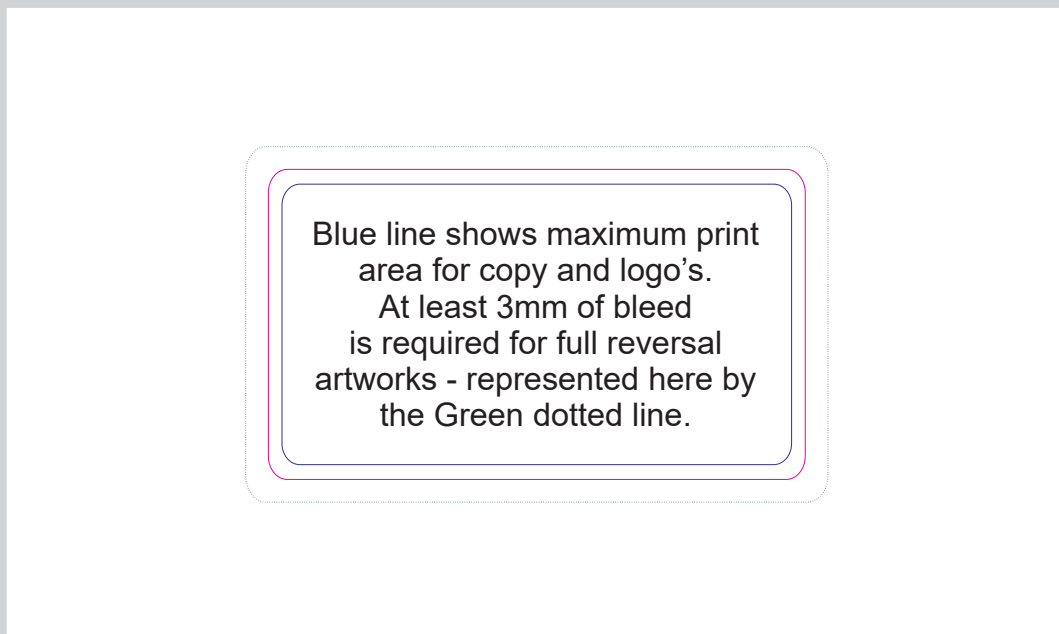 Blue line shows maximum print
area for copy and logo’s.
At least 3mm of bleed
is required for full reversal
artworks - represented here by
the Green dotted line.